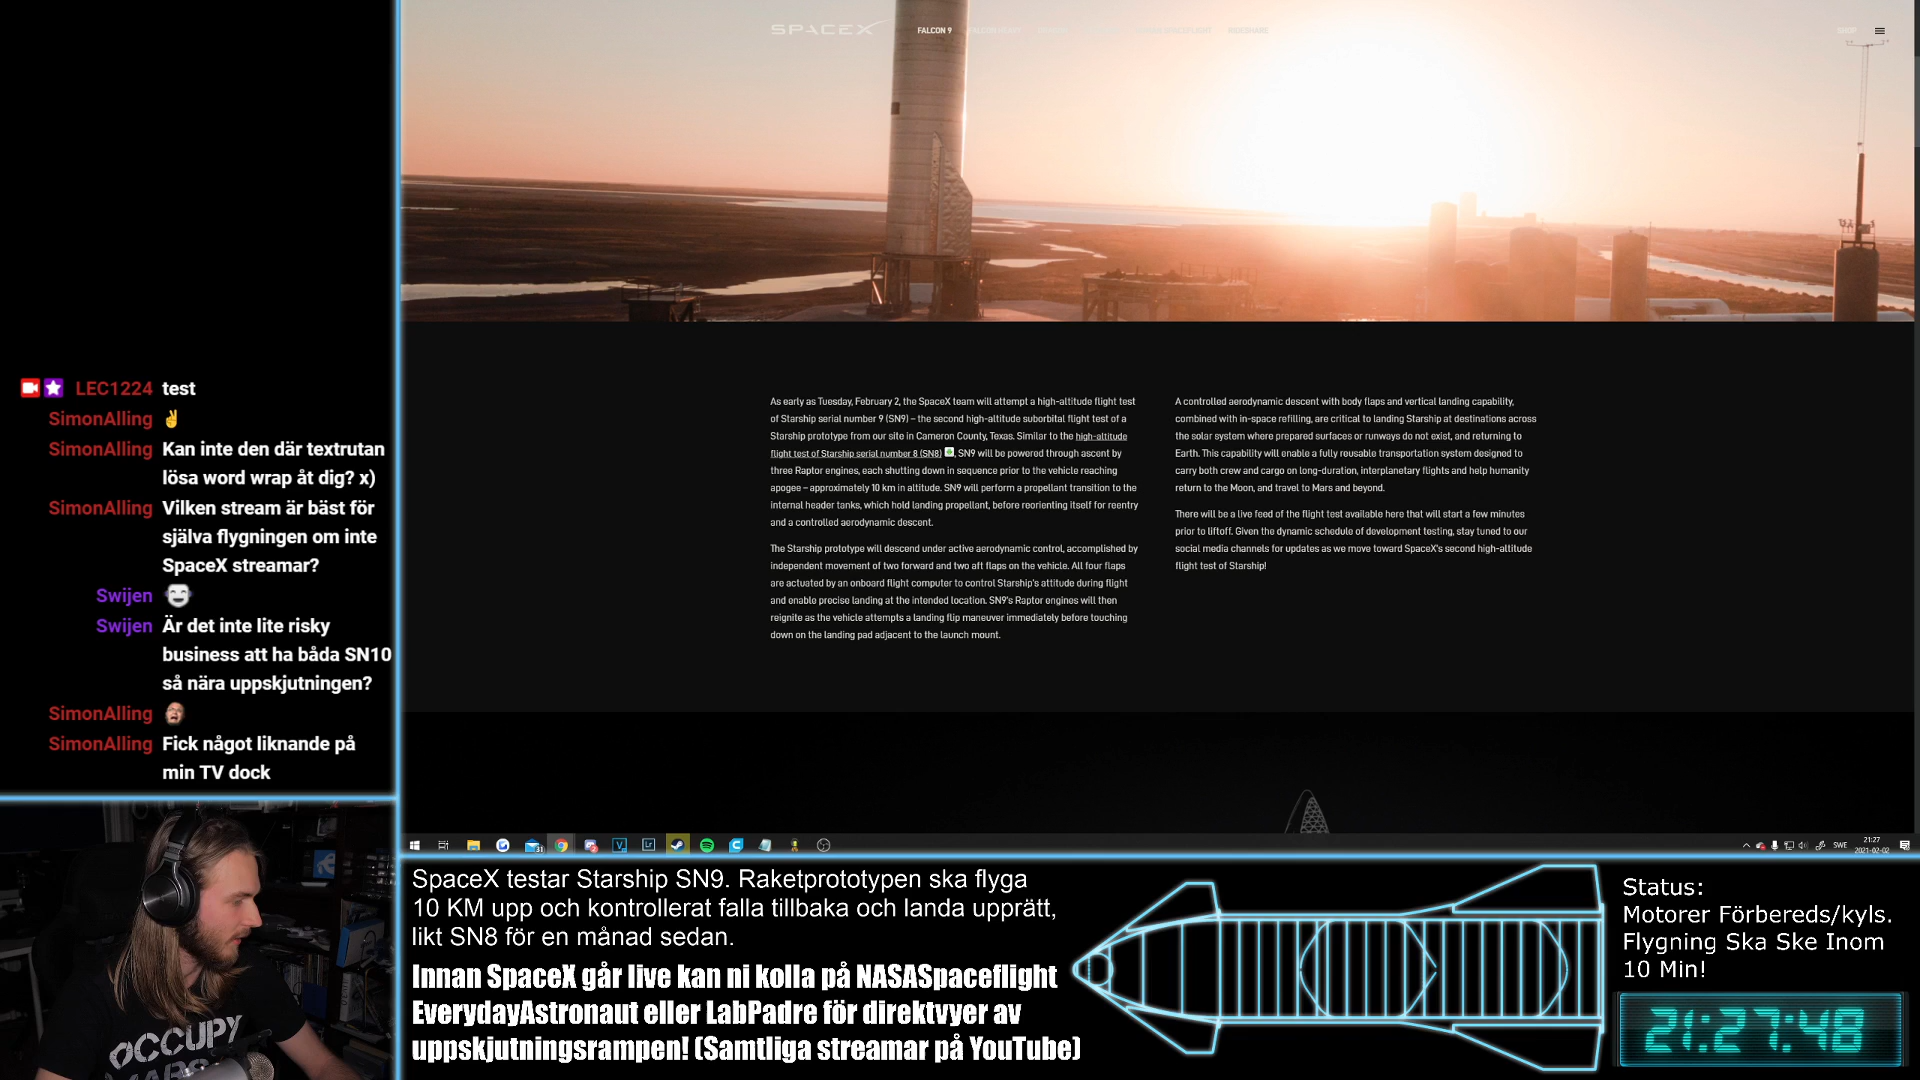 SPACEX
FALCON 9
SHOP
LEC1224 test
SimonAlling ✌
SimonAlling Kan inte den där textrutan
lösa word wrap åt dig? x)
SimonAlling Vilken stream är bäst för
själva flygningen om inte
SpaceX streamar?
Swijen
Swijen Är det inte lite risky
business att ha båda SN10
så nära uppskjutningen?
SimonAlling
SimonAlling Fick något liknande på
min TV dock
As early as Tuesday, February 2, the SpaceX team will attempt a high-altitude flight test
of Starship serial number 9 (SN9) – the second high-altitude suborbital flight test of a
Starship prototype from our site in Cameron County, Texas. Similar to the high-altitude
flight test of Starship serial number 8 (SN8), SN9 will be powered through ascent by
three Raptor engines, each shutting down in sequence prior to the vehicle reaching
apogee – approximately 10 km in altitude. SN9 will perform a propellant transition to the
internal header tanks, which hold landing propellant, before reorienting itself for reentry
and a controlled aerodynamic descent.
The Starship prototype will descend under active aerodynamic control, accomplished by
independent movement of two forward and two aft flaps on the vehicle. All four flaps
are actuated by an onboard flight computer to control Starship's attitude during flight
and enable precise landing at the intended location. SN9's Raptor engines will then
reignite as the vehicle attempts a landing flip maneuver immediately before touching
down on the landing pad adjacent to the launch mount.
A controlled aerodynamic descent with body flaps and vertical landing capability,
combined with in-space refilling, are critical to landing Starship at destinations across
the solar system where prepared surfaces or runways do not exist, and returning to
Earth. This capability will enable a fully reusable transportation system designed to
carry both crew and cargo on long-duration, interplanetary flights and help humanity
return to the Moon, and travel to Mars and beyond.
There will be a live feed of the flight test available here that will start a few minutes
prior to liftoff. Given the dynamic schedule of development testing, stay tuned to our
social media channels for updates as we move toward SpaceX's second high-altitude
flight test of Starship!
31
Lr
SWE
21:27
2021-02-02
OCCUPY
MARS
SpaceX testar Starship SN9. Raketprototypen ska flyga
10 KM upp och kontrollerat falla tillbaka och landa upprätt,
likt SN8 för en månad sedan.
Innan SpaceX går live kan ni kolla på NASASpaceflight
EverydayAstronaut eller LabPadre för direktvyer av
uppskjutningsrampen! (Samtliga streamar på YouTube)
Status:
Motorer Förbereds/kyls.
Flygning Ska Ske Inom
10 Min!
21:27:48